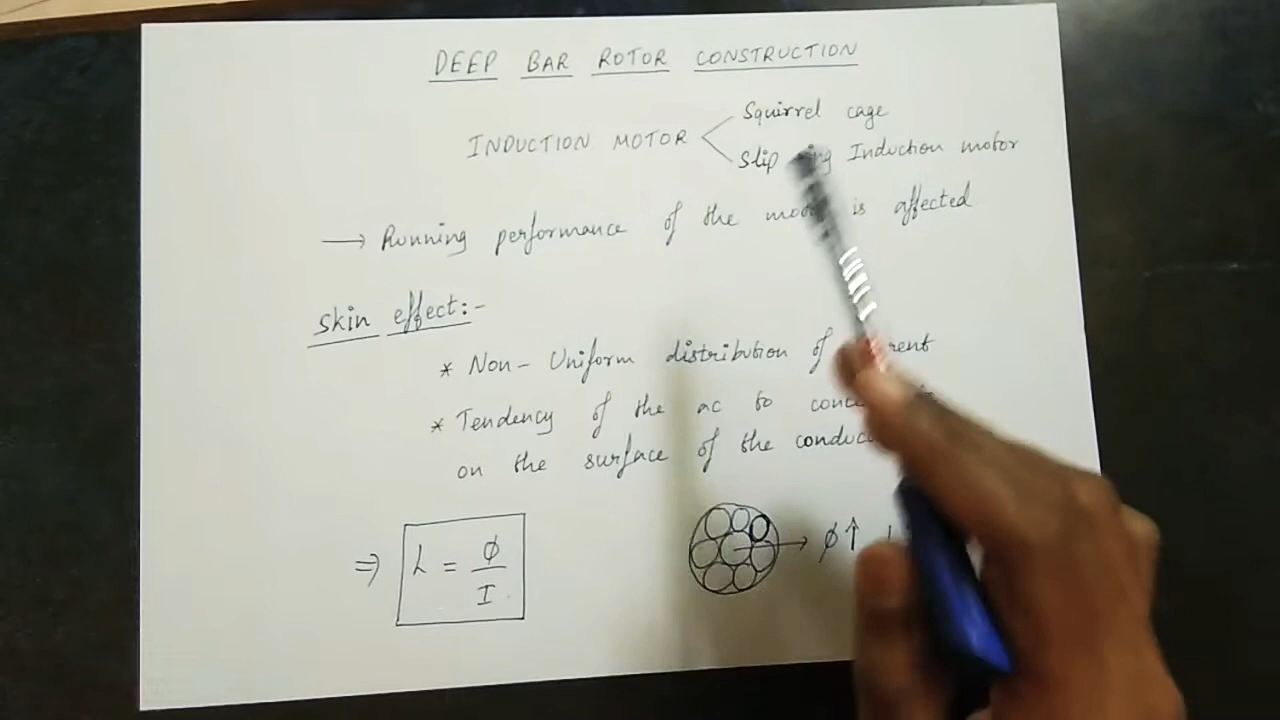 DEEP BAR ROTOR CONSTRUCTION
INDUCTION MOTOR
Squirrel cage
Slip Induction motor
→ Running performance of the is affected
Skin effect:-
* Non-Uniform distribution of
* Tendency of the ac to
on the surface of the
⇒ L = φ / I
→ φ↑